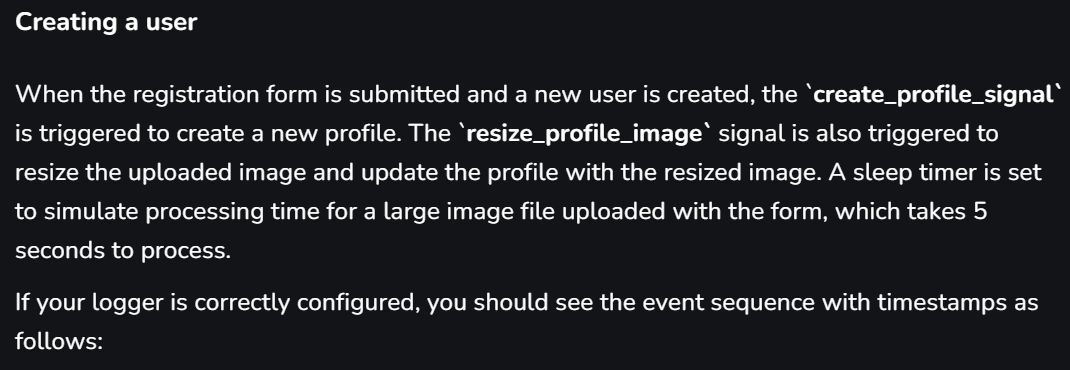 Creating a user
When the registration form is submitted and a new user is created, the `create_profile_signal`
is triggered to create a new profile. The `resize_profile_image` signal is also triggered to
resize the uploaded image and update the profile with the resized image. A sleep timer is set
to simulate processing time for a large image file uploaded with the form, which takes 5
seconds to process.
If your logger is correctly configured, you should see the event sequence with timestamps as
follows: